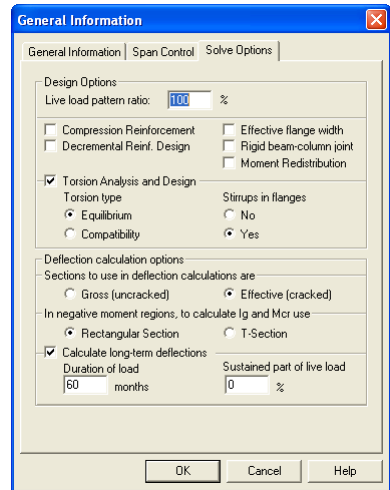 General Information
General Information Span Control Solve Options
Design Options
Live load pattern ratio: 100 %
Compression Reinforcement Effective flange width
Decremental Reinf. Design Rigid beam-column joint
Moment Redistribution
Torsion Analysis and Design
Torsion type Stirrups in flanges
Equilibrium No
Compatibility Yes
Deflection calculation options
Sections to use in deflection calculations are
Gross (uncracked) Effective (cracked)
In negative moment regions, to calculate Ig and Mcr use
Rectangular Section T-Section
Calculate long-term deflections
Duration of load Sustained part of live load
60 months 0 %
OK Cancel Help